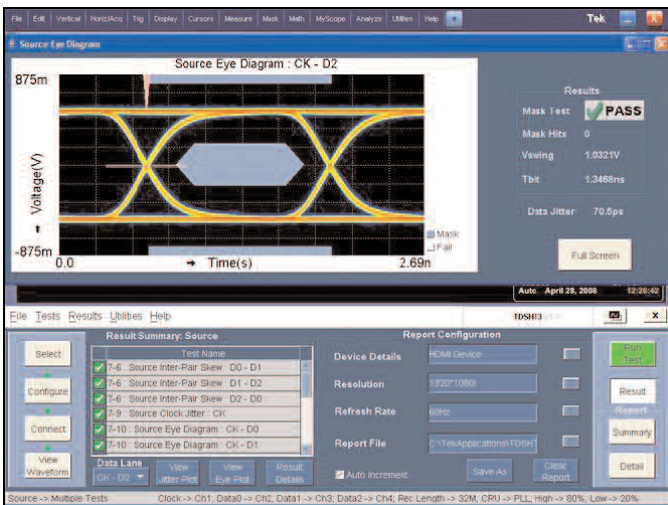 File Edit Vertical Horiz/Acq Trig Display Cursors Measure Mask Math MyScope Analyze Utilities Help Tek
Source Eye Diagram
Source Eye Diagram : CK - D2
875m
Voltage(V)
-875m
0.0
Time(s)
2.69n
Mask
Fail
Results
Mask Test PASS
Mask Hits 0
Vswing 1.0321V
Tbit 1.3468ns
Data Jitter 70.5ps
Full Screen
Auto April 28, 2008 12:26:42
File Tests Results Utilities Help TDSHT3 X
Select
Configure
Connect
View
Waveform
Result Summary: Source
Test Name
7-6 : Source Inter-Pair Skew : D0 - D1
7-6 : Source Inter-Pair Skew : D1 - D2
7-6 : Source Inter-Pair Skew : D2 - D0
7-9 : Source Clock Jitter : CK
7-10 : Source Eye Diagram : CK - D0
7-10 : Source Eye Diagram : CK - D1
Data Lane
CK - D2
View
Jitter Plot
View
Eye Plot
Result
Details
Report Configuration
Device Details HDMI Device
Resolution 1920*1080i
Refresh Rate 60Hz
Report File C:\TekApplications\TDSHT
Auto Increment
Save As
Clear
Report
Run
Test
Result
Report
Summary
Detail
Source -> Multiple Tests Clock -> Ch1, Data0 -> Ch2, Data1 -> Ch3, Data2 -> Ch4; Rec Length -> 32M, CRU -> PLL; High -> 80%, Low -> 20%